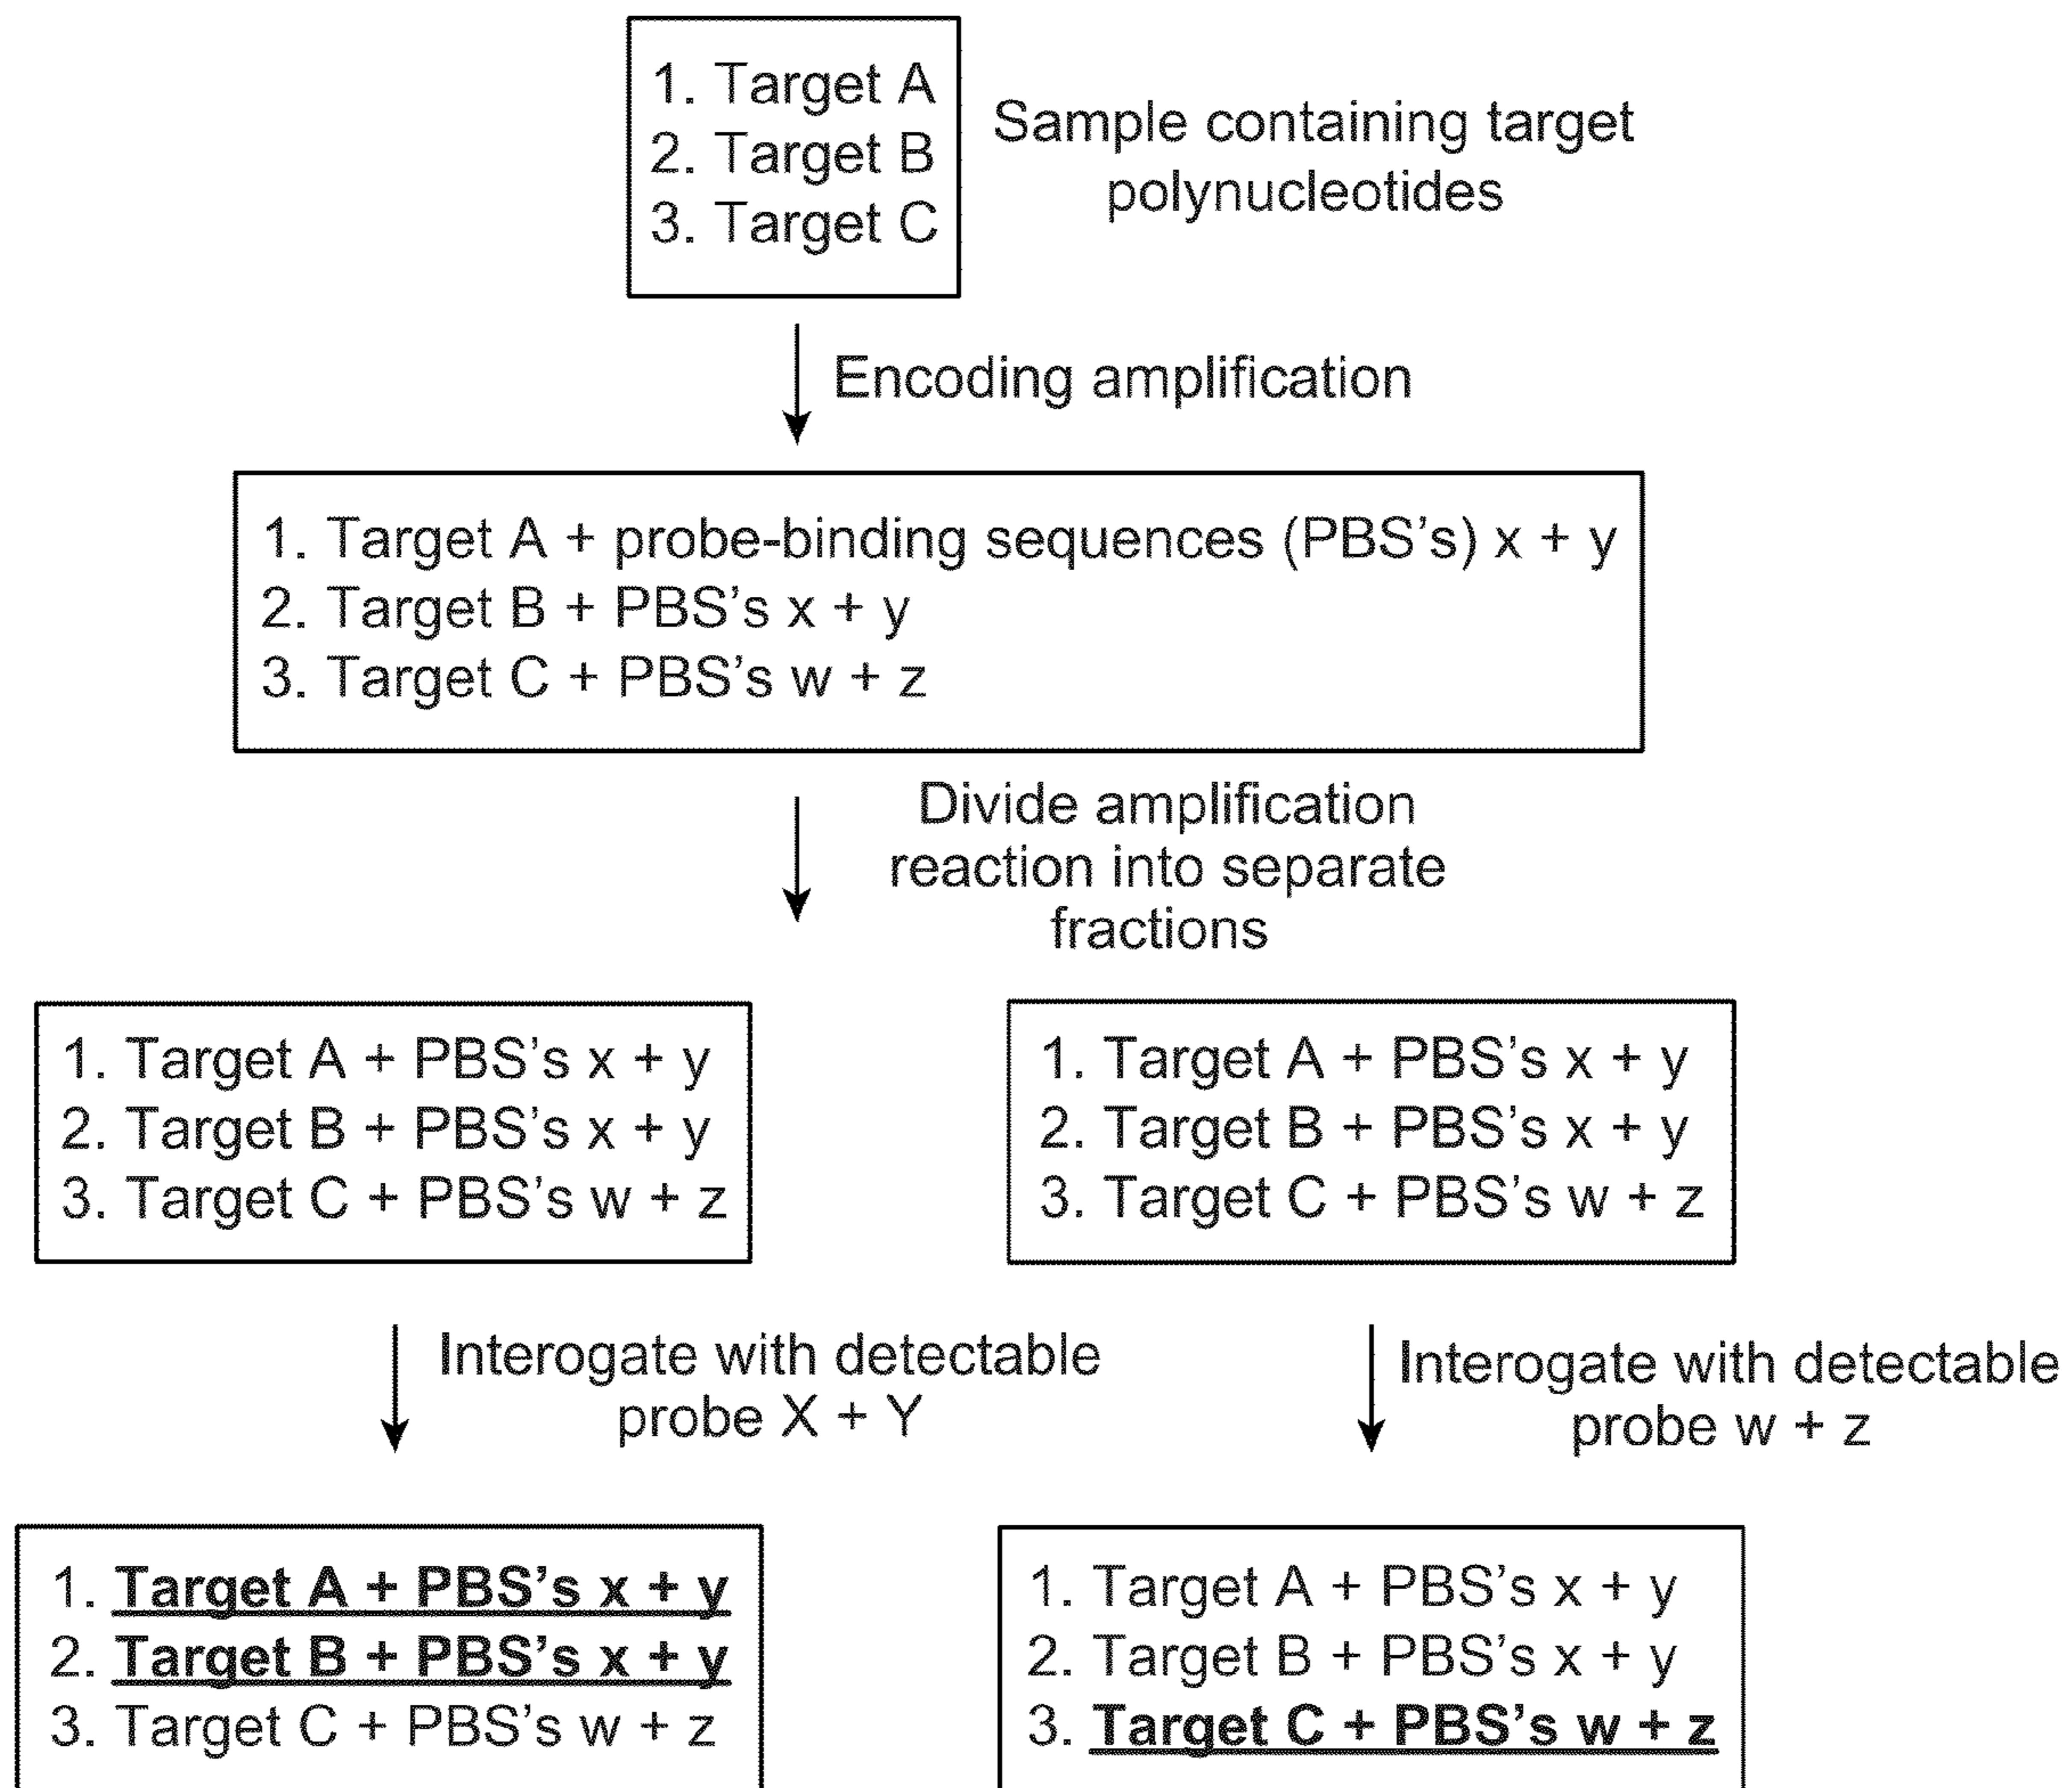 1. Target A
2. Target B
3. Target C
Sample containing target
polynucleotides
Encoding amplification
1. Target A + probe-binding sequences (PBS’s) x + y
2. Target B + PBS’s x + y
3. Target C + PBS’s w + z
Divide amplification
reaction into separate
fractions
1. Target A + PBS’s x + y
2. Target B + PBS’s x + y
3. Target C + PBS’s w + z
1. Target A + PBS’s x + y
2. Target B + PBS’s x + y
3. Target C + PBS’s w + z
Interogate with detectable
probe X + Y
Interogate with detectable
probe w + z
1. Target A + PBS’s x + y
2. Target B + PBS’s x + y
3. Target C + PBS’s w + z
1. Target A + PBS’s x + y
2. Target B + PBS’s x + y
3. Target C + PBS’s w + z